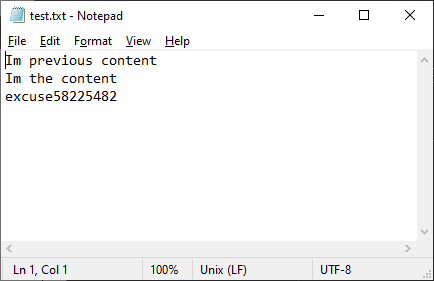 test.txt - Notepad
File Edit Format View Help
Im previous content
Im the content
excuse58225482
Ln 1, Col 1 100% Unix (LF) UTF-8